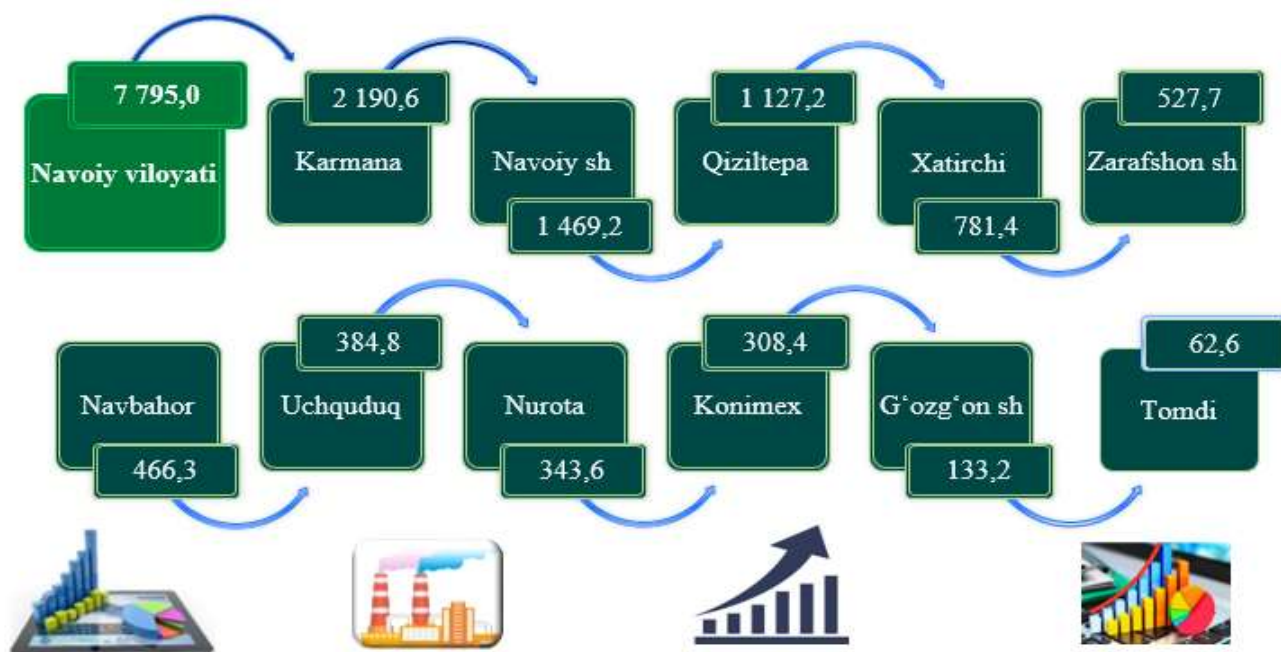 7 795,0
Navoiy viloyati
2 190,6
Karmana
Navoiy sh
1 469,2
1 127,2
Qiziltepa
Xatirchi
781,4
527,7
Zarafshon sh
Navbahor
466,3
384,8
Uchquduq
Nurota
343,6
308,4
Konimex
G‘ozg‘on sh
133,2
62,6
Tomdi